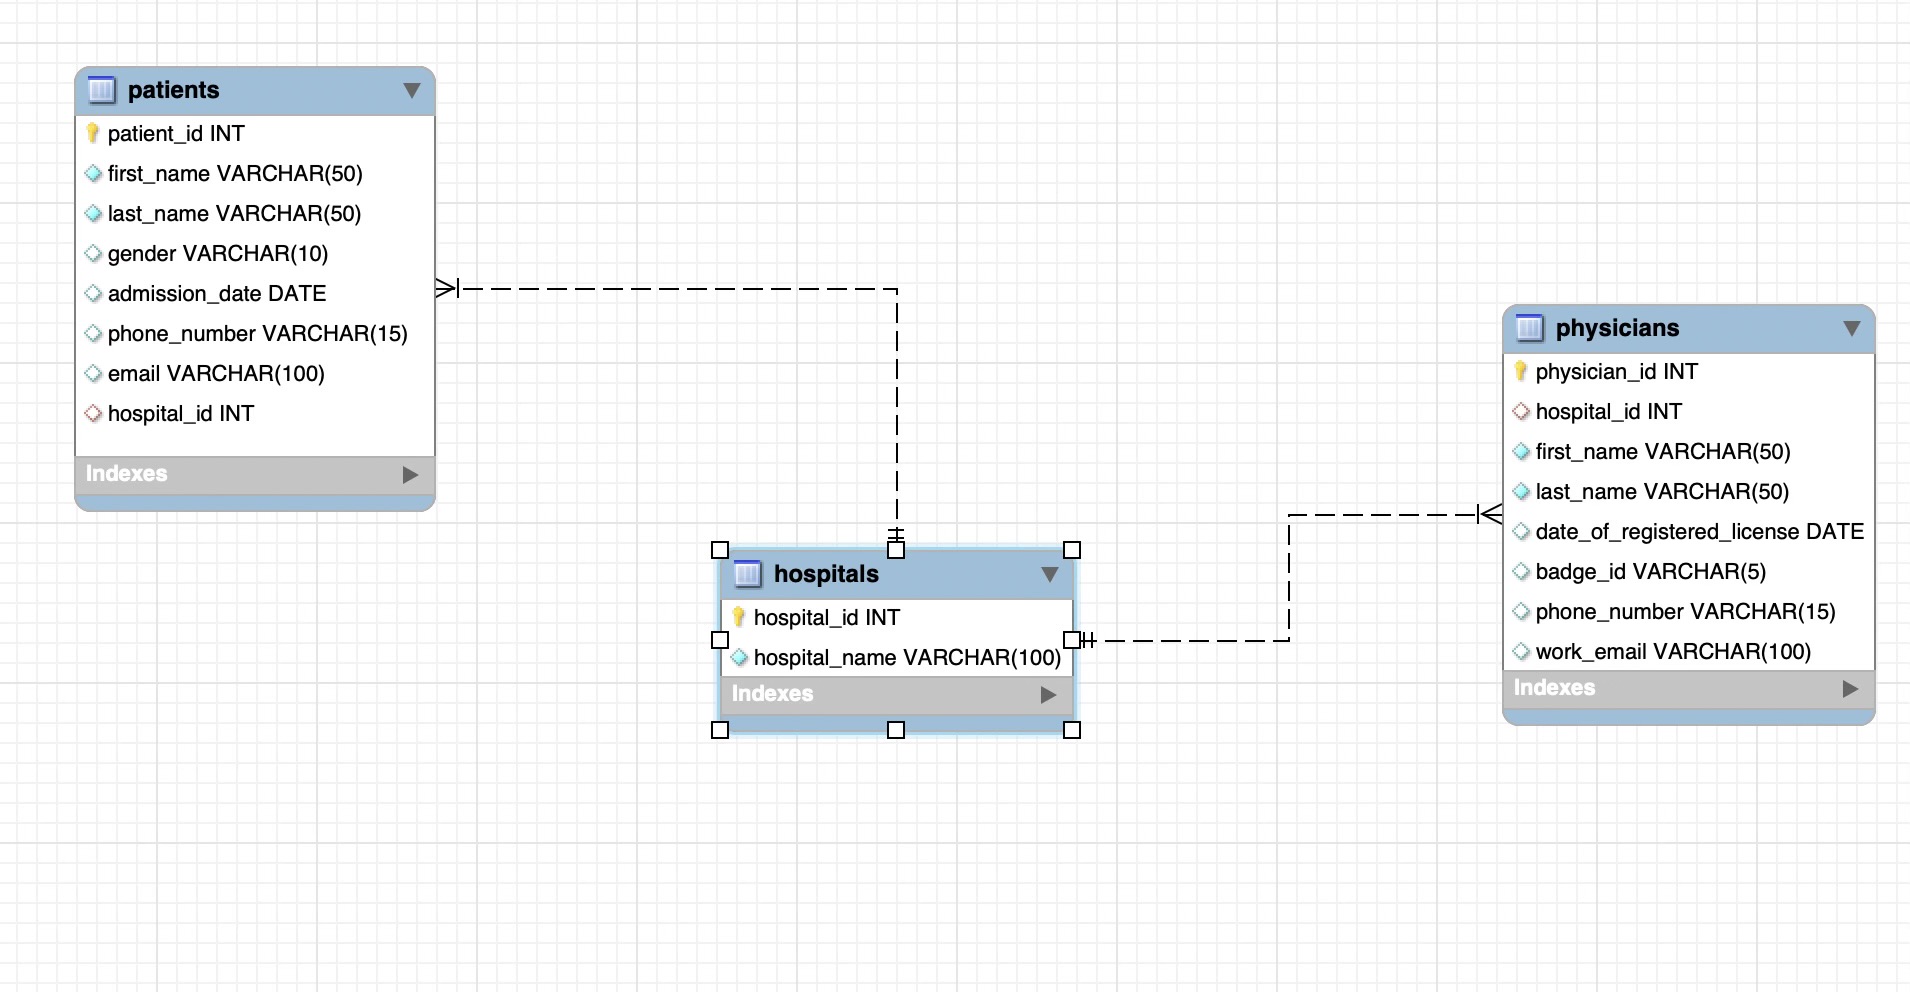 patients
patient_id INT
first_name VARCHAR(50)
last_name VARCHAR(50)
gender VARCHAR(10)
admission_date DATE
phone_number VARCHAR(15)
email VARCHAR(100)
hospital_id INT
Indexes
hospitals
hospital_id INT
hospital_name VARCHAR(100)
Indexes
physicians
physician_id INT
hospital_id INT
first_name VARCHAR(50)
last_name VARCHAR(50)
date_of_registered_license DATE
badge_id VARCHAR(5)
phone_number VARCHAR(15)
work_email VARCHAR(100)
Indexes